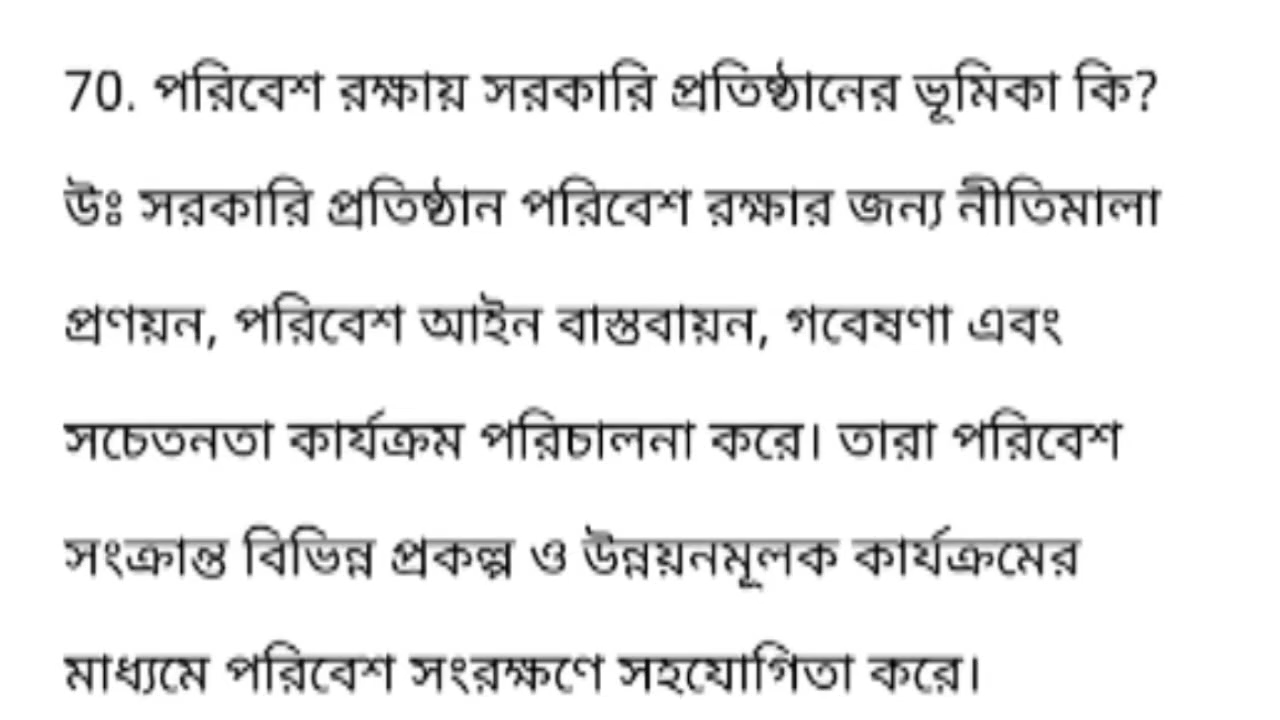 70. পরিবেশ রক্ষায় সরকারি প্রতিষ্ঠানের ভূমিকা কি?
উঃ সরকারি প্রতিষ্ঠান পরিবেশ রক্ষার জন্য নীতিমালা
প্রণয়ন, পরিবেশ আইন বাস্তবায়ন, গবেষণা এবং
সচেতনতা কার্যক্রম পরিচালনা করে। তারা পরিবেশ
সংক্রান্ত বিভিন্ন প্রকল্প ও উন্নয়নমূলক কার্যক্রমের
মাধ্যমে পরিবেশ সংরক্ষণে সহযোগিতা করে।